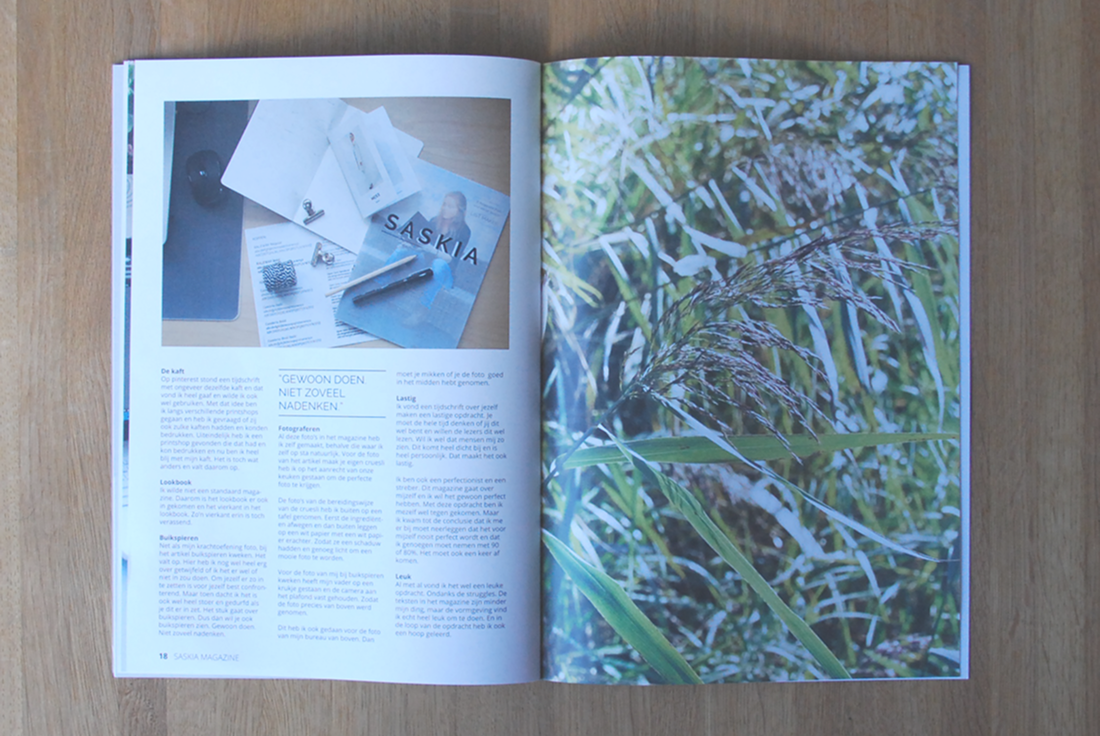 SASKIA
De kaft
Op pinterest stond een tijdschrift
met ongeveer dezelfde kaft en dat
vond ik heel gaaf en wilde ik ook
wel gebruiken. Met dat idee ben
ik langs verschillende printshops
gegaan en heb ik gevraagd of zij
ook zulke kaften hadden en konden
bedrukken. Uiteindelijk heb ik een
printshop gevonden die dat had en
kon bedrukken en nu ben ik heel
blij met mijn kaft. Het is toch wat
anders en valt daarom op.
Lookbook
Ik wilde niet een standaard maga-
zine. Daarom is het lookbook er ook
in gekomen en het vierkant in het
lookbook. Zo'n vierkant erin is toch
verassend.
Buikspieren
Net als mijn krachtoefening foto, bij
het artikel buikspieren kweken. Het
valt op. Hier heb ik nog wel heel erg
over getwijfeld of ik het er wel of
niet in zou doen. Om jezelf er zo in
te zetten is voor jezelf best confron-
terend. Maar toen dacht ik het is
ook wel heel stoer en gedurfd als
je dit er in zet. Het stuk gaat over
buikspieren. Dus dan wil je ook
buikspieren zien. Gewoon doen.
Niet zoveel nadenken.
"GEWOON DOEN.
NIET ZOVEEL
NADENKEN."
Fotograferen
Al deze foto's in het magazine heb
ik zelf gemaakt, behalve die waar ik
zelf op sta natuurlijk. Voor de foto
van het artikel maak je eigen cruesli
heb ik op het aanrecht van onze
keuken gestaan om de perfecte
foto te krijgen.
De foto's van de bereidingswijze
van de cruesli heb ik buiten op een
tafel genomen. Eerst de ingrediënt-
en afwegen en dan buiten leggen
op een wit papier met een wit papi-
er erachter. Zodat je een schaduw
hadden en genoeg licht om een
mooie foto te worden.
Voor de foto van mij bij buikspieren
kweken heeft mijn vader op een
krukje gestaan en de camera aan
het plafond vast gehouden. Zodat
de foto precies van boven werd
genomen.
Dit heb ik ook gedaan voor de foto
van mijn bureau van boven. Dan
moet je mikken of je de foto goed
in het midden hebt genomen.
Lastig
Ik vond een tijdschrift over jezelf
maken een lastige opdracht. Je
moet de hele tijd denken of jij dit
wel bent en willen de lezers dit wel
lezen. Wil ik wel dat mensen mij zo
zien. Dit komt heel dicht bij en is
heel persoonlijk. Dat maakt het ook
lastig.
Ik ben ook een perfectionist en een
streber. Dit magazine gaat over
mijzelf en ik wil het gewoon perfect
hebben. Met deze opdracht ben ik
mezelf wel tegen gekomen. Maar
ik kwam tot de conclusie dat ik me
er bij moet neerleggen dat het voor
mijzelf nooit perfect wordt en dat
ik genoegen moet nemen met 90
of 80%. Het moet ook een keer af
komen.
Leuk
Al met al vond ik het wel een leuke
opdracht. Ondanks de struggles. De
teksten in het magazine zijn minder
mijn ding, maar de vormgeving vind
ik echt heel leuk om te doen. En in
de loop van de opdracht heb ik ook
een hoop geleerd.
18 SASKIA MAGAZINE